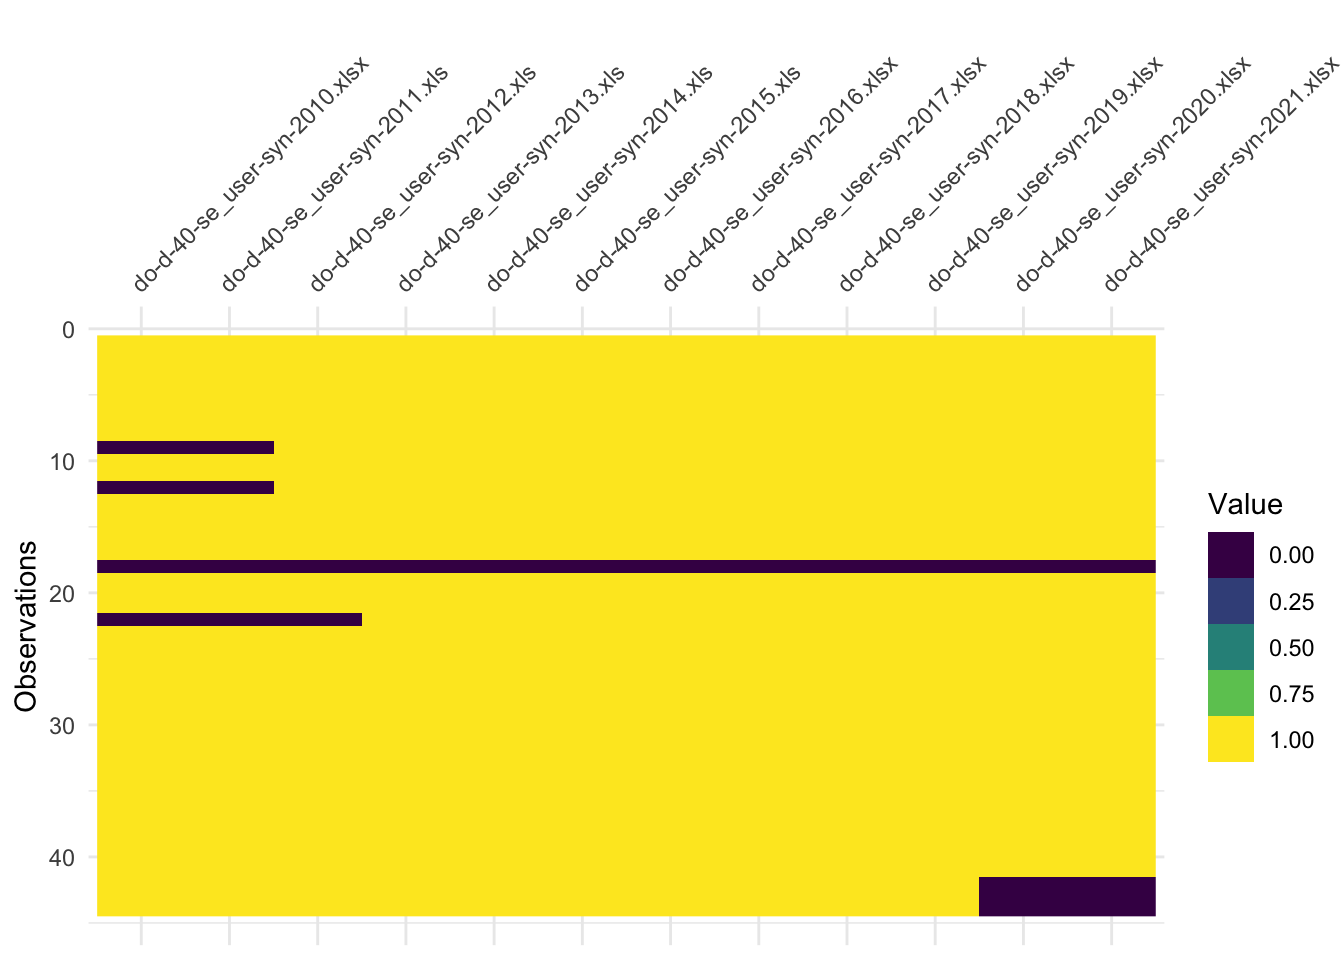 do-d-40-se_user-syn-2010.xlsx
do-d-40-se_user-syn-2011.xls
do-d-40-se_user-syn-2012.xls
do-d-40-se_user-syn-2013.xls
do-d-40-se_user-syn-2014.xls
do-d-40-se_user-syn-2015.xls
do-d-40-se_user-syn-2016.xlsx
do-d-40-se_user-syn-2017.xlsx
do-d-40-se_user-syn-2018.xlsx
do-d-40-se_user-syn-2019.xlsx
do-d-40-se_user-syn-2020.xlsx
do-d-40-se_user-syn-2021.xlsx
0
10
20
30
40
Observations
Value
0.00
0.25
0.50
0.75
1.00